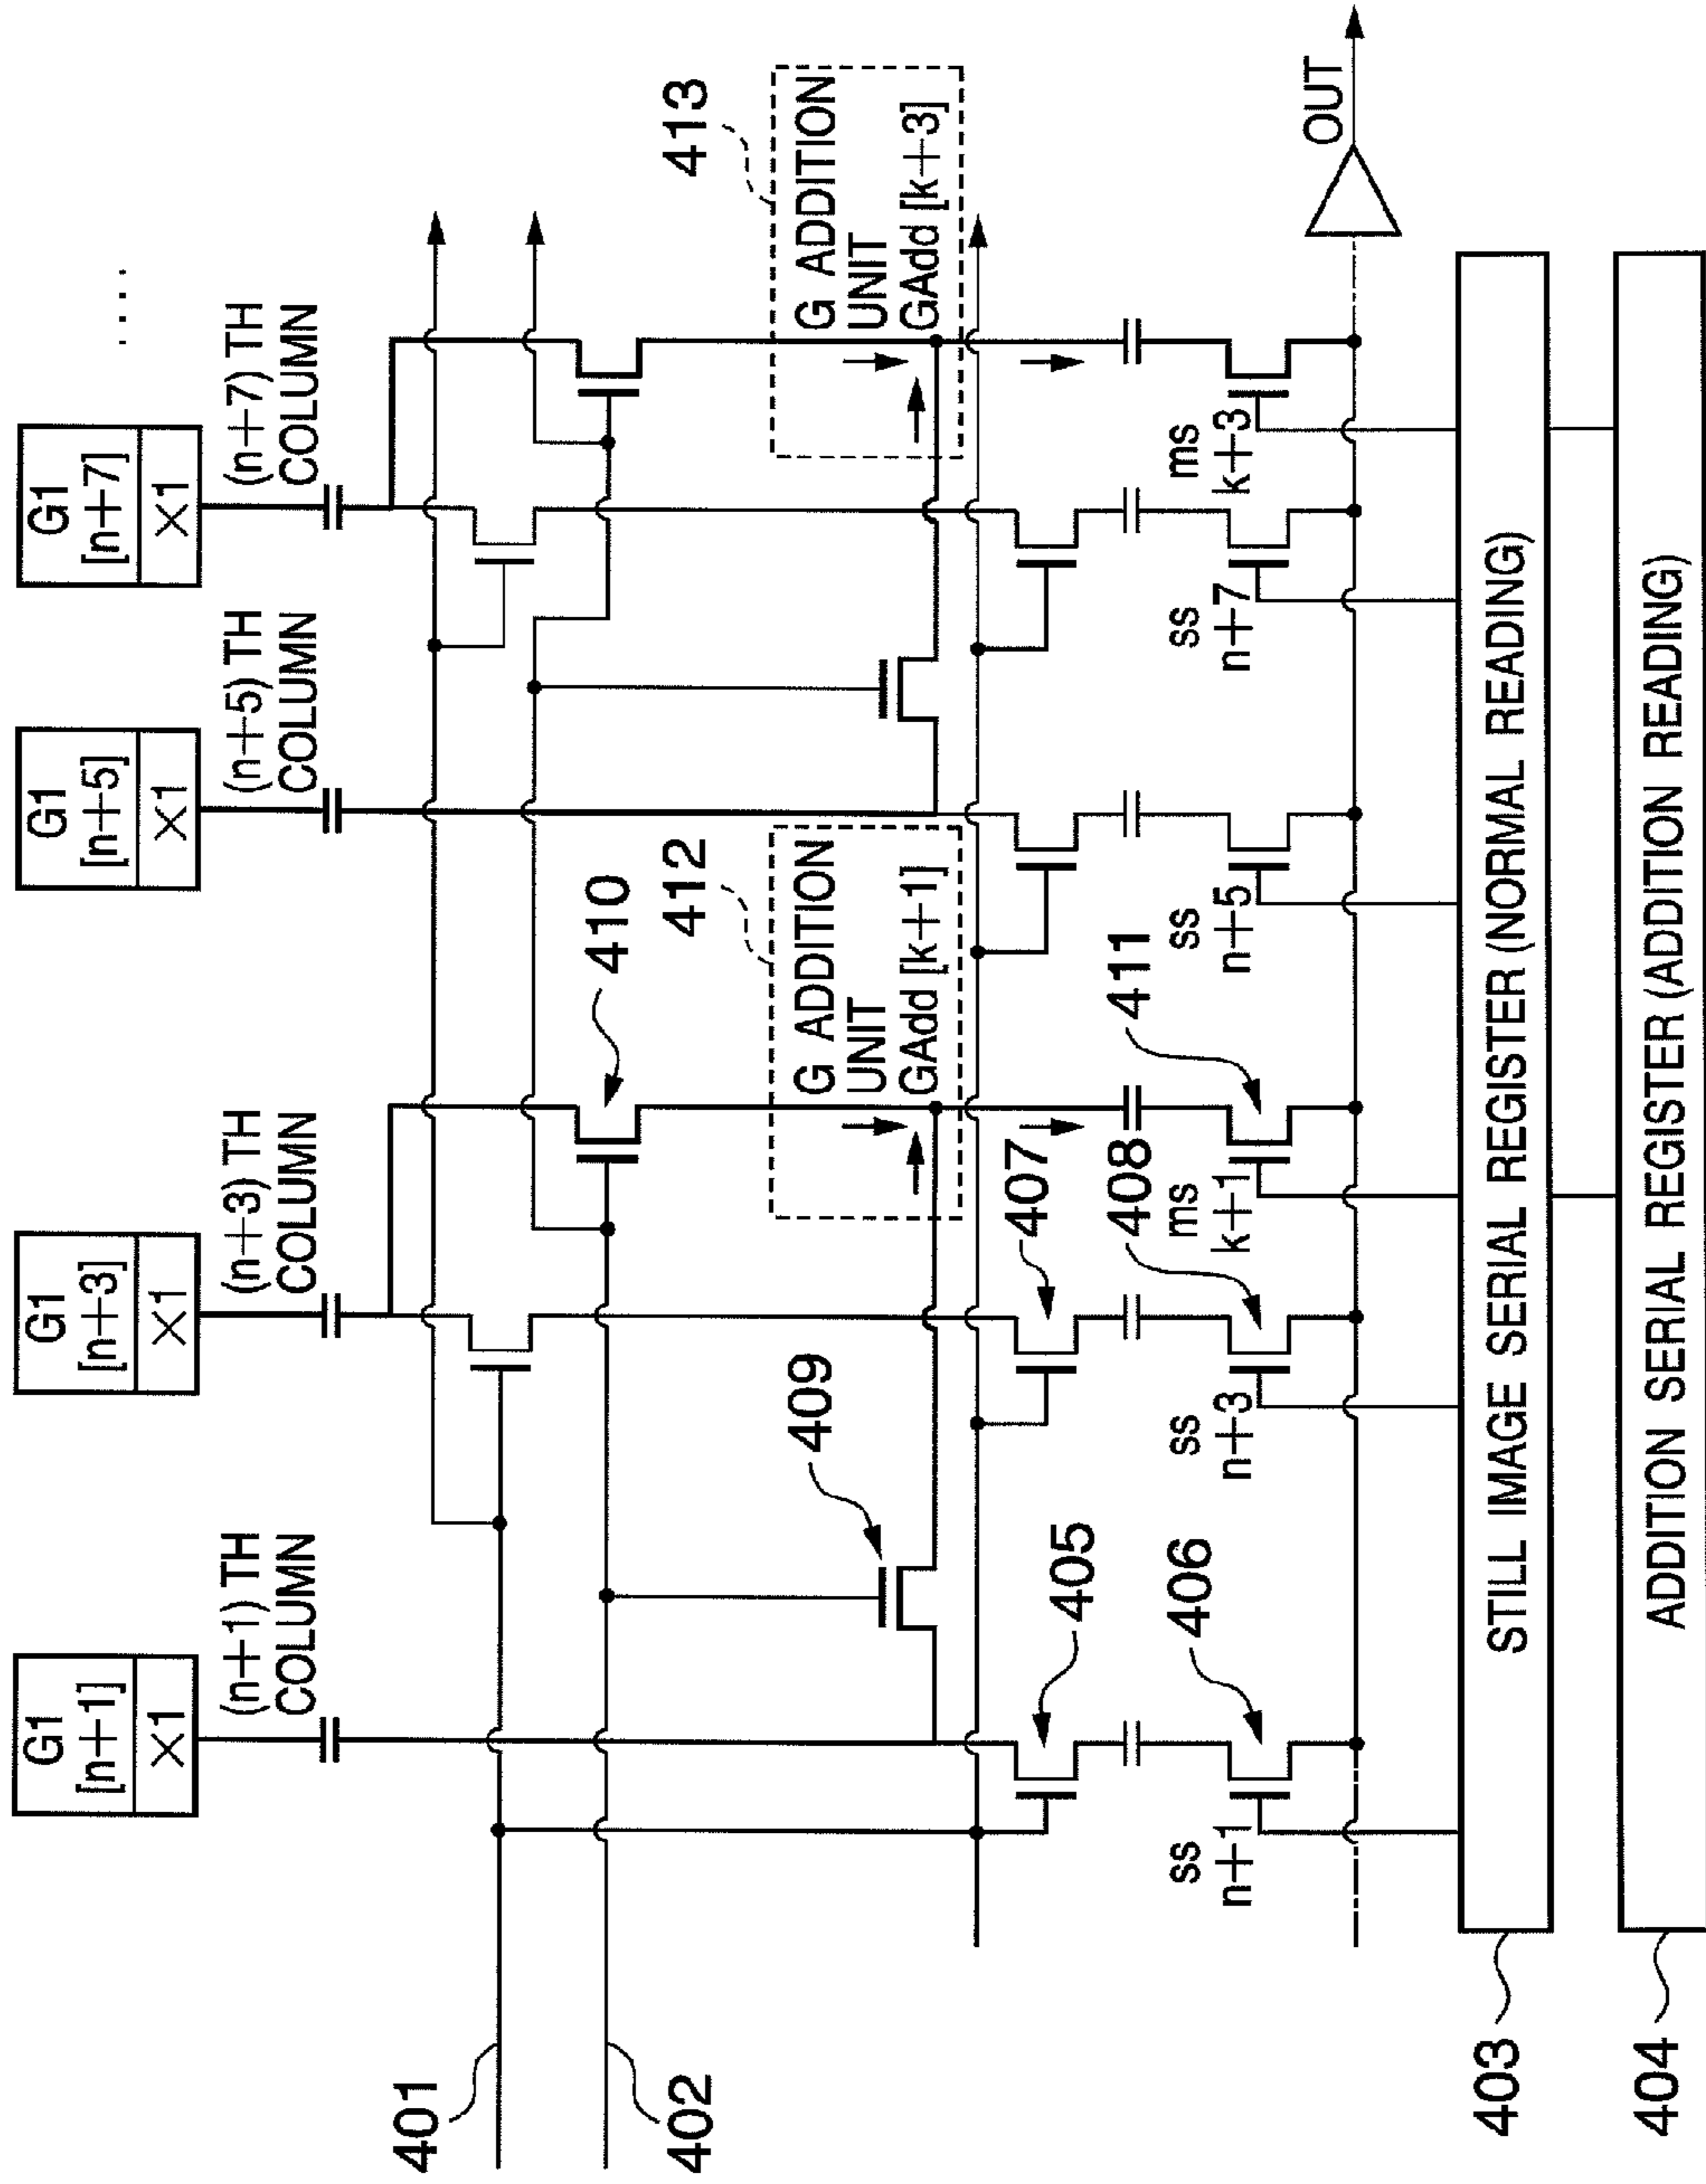 G1
[n+1]
×1
(n+1) TH
COLUMN
G1
[n+3]
×1
(n+3) TH
COLUMN
G1
[n+5]
×1
(n+5) TH
COLUMN
G1
[n+7]
×1
(n+7) TH
COLUMN
....
401
402
409
410
412
G ADDITION
UNIT
GAdd [k+1]
413
G ADDITION
UNIT
GAdd [k+3]
405
407
406
408
411
ss
n+1
ss
n+3
ms
k+1
ss
n+5
ss
n+7
ms
k+3
OUT
403
STILL IMAGE SERIAL REGISTER (NORMAL READING)
404
ADDITION SERIAL REGISTER (ADDITION READING)